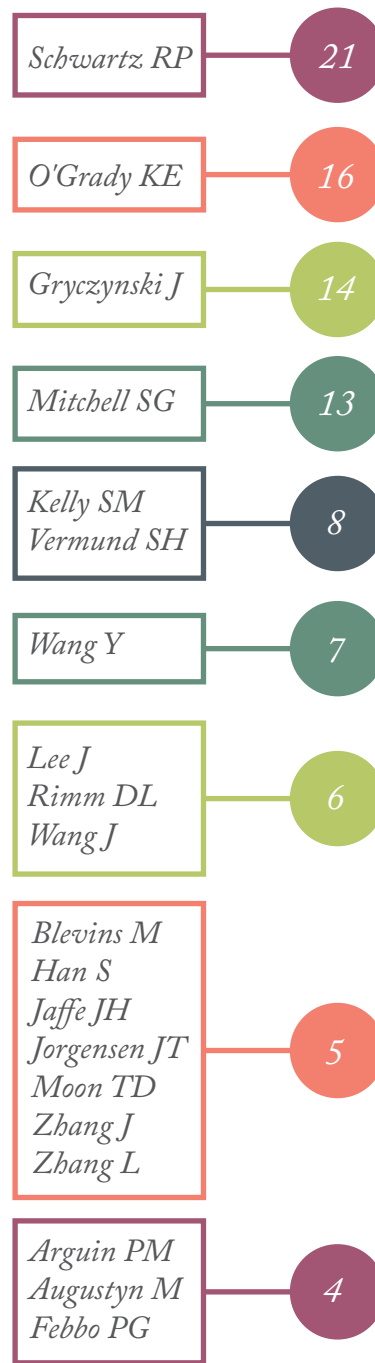 Schwartz RP
21
O'Grady KE
16
Gryczynski J
14
Mitchell SG
13
Kelly SM
Vermund SH
8
Wang Y
7
Lee J
Rimm DL
Wang J
6
Blevins M
Han S
Jaffe JH
Jorgensen JT
Moon TD
Zhang J
Zhang L
5
Arguin PM
Augustyn M
Febbo PG
4